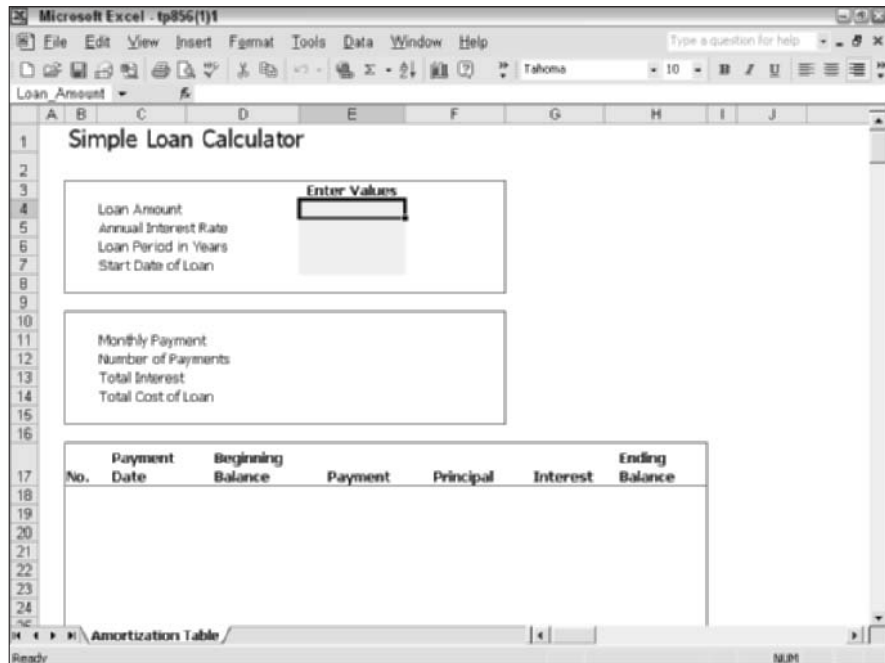 Microsoft Excel - tp856(1)1
File Edit View Insert Format Tools Data Window Help Type a question for help
Tahoma 10 B I U
Loan_Amount fx
A B C D E F G H I J
1 Simple Loan Calculator
2
3 Enter Values
4 Loan Amount
5 Annual Interest Rate
6 Loan Period in Years
7 Start Date of Loan
8
9
10
11 Monthly Payment
12 Number of Payments
13 Total Interest
14 Total Cost of Loan
15
16
Payment Beginning Ending
17 No. Date Balance Payment Principal Interest Balance
18
19
20
21
22
23
24
25
Amortization Table
Ready NUM